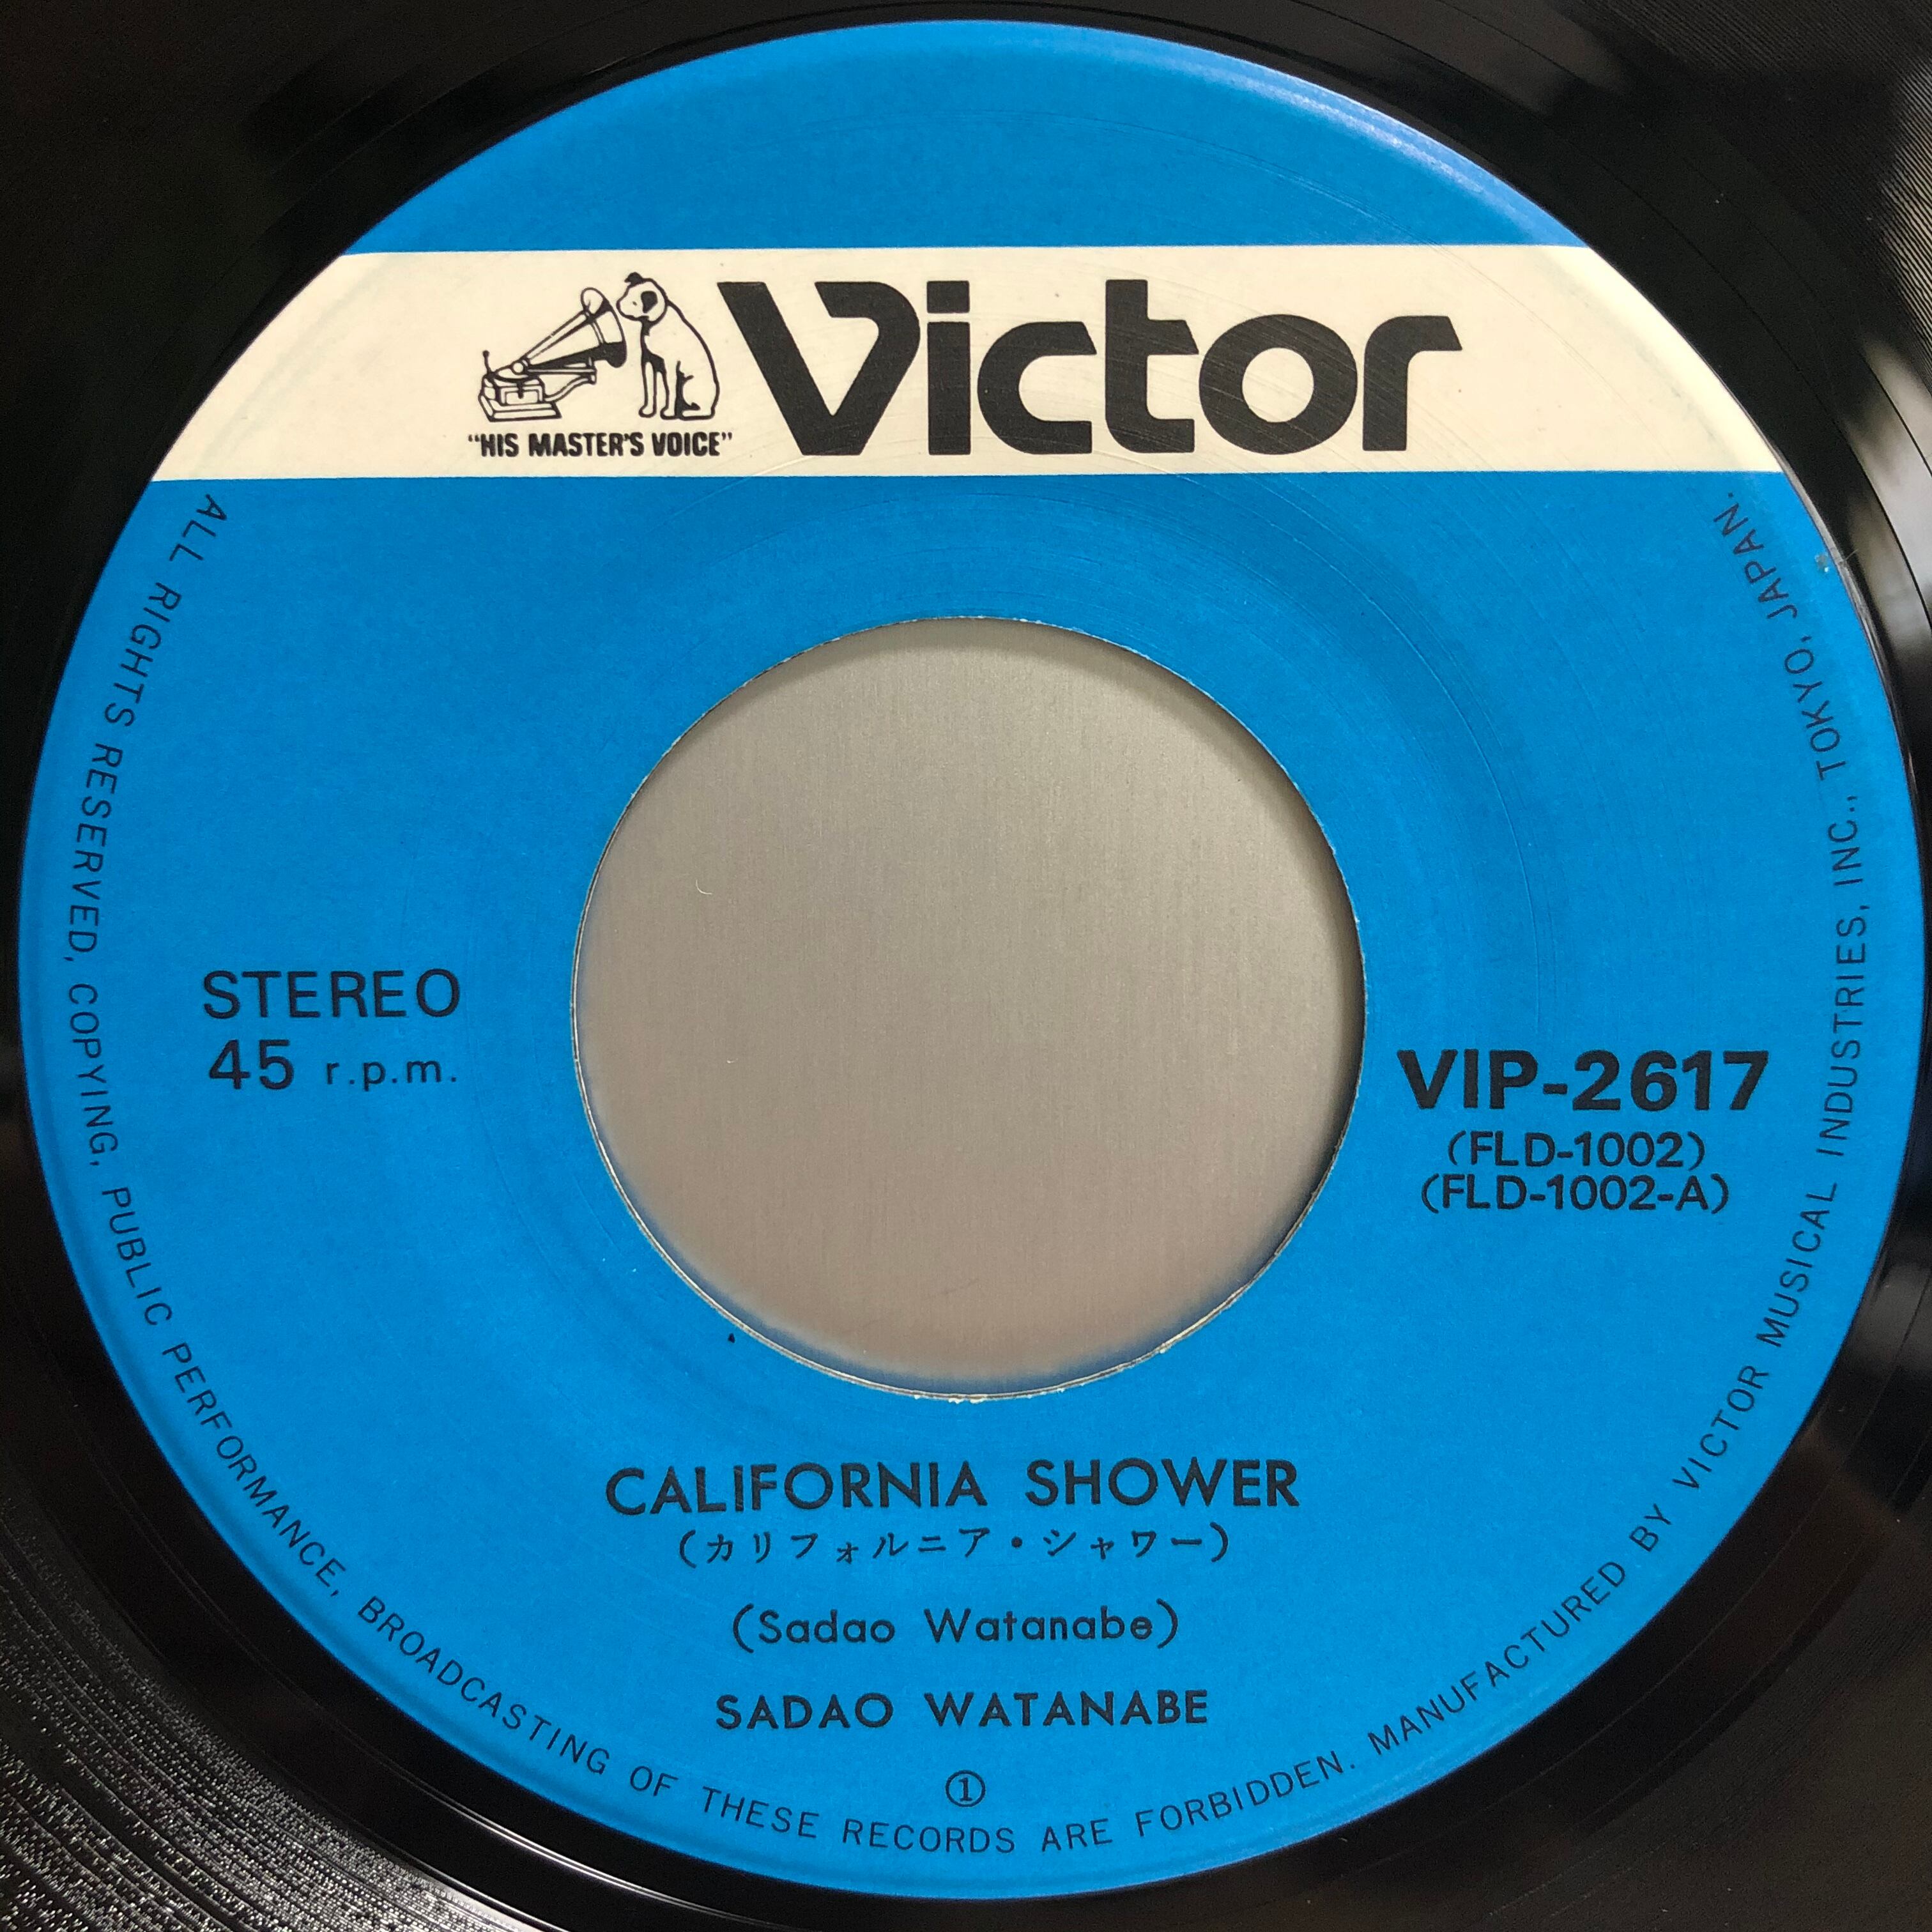 Victor
"HIS MASTER'S VOICE"
STEREO
45 r.p.m.
VIP-2617
(FLD-1002)
(FLD-1002-A)
CALIFORNIA SHOWER
(カリフォルニア・シャワー)
(Sadao Watanabe)
SADAO WATANABE
①
ALL RIGHTS RESERVED, COPYING, PUBLIC PERFORMANCE, BROADCASTING OF THESE RECORDS ARE FORBIDDEN. MANUFACTURED BY VICTOR MUSICAL INDUSTRIES, INC., TOKYO, JAPAN.